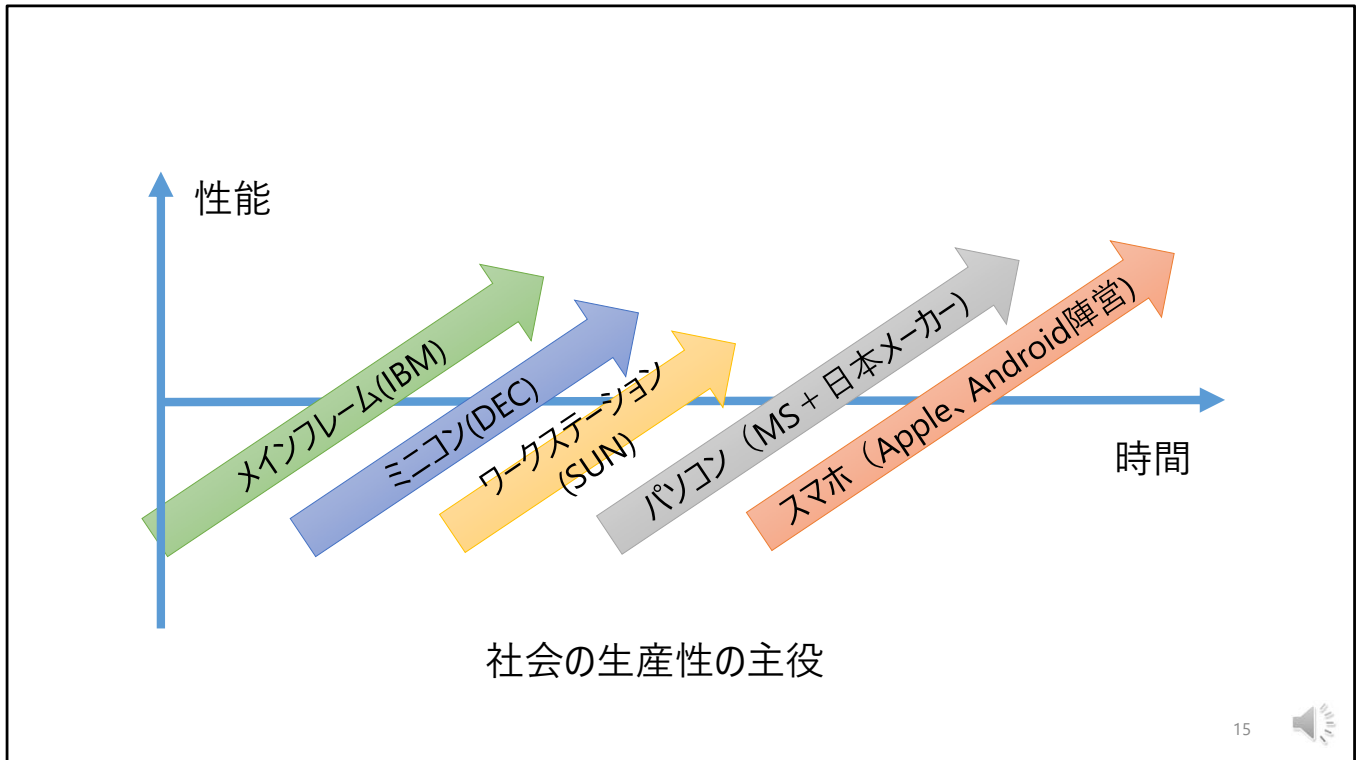 性能
メインフレーム(IBM)
ミニコン(DEC)
ワークステーション
(SUN)
パソコン（MS＋日本メーカー)
スマホ（Apple、Android陣営)
時間
社会の生産性の主役
15